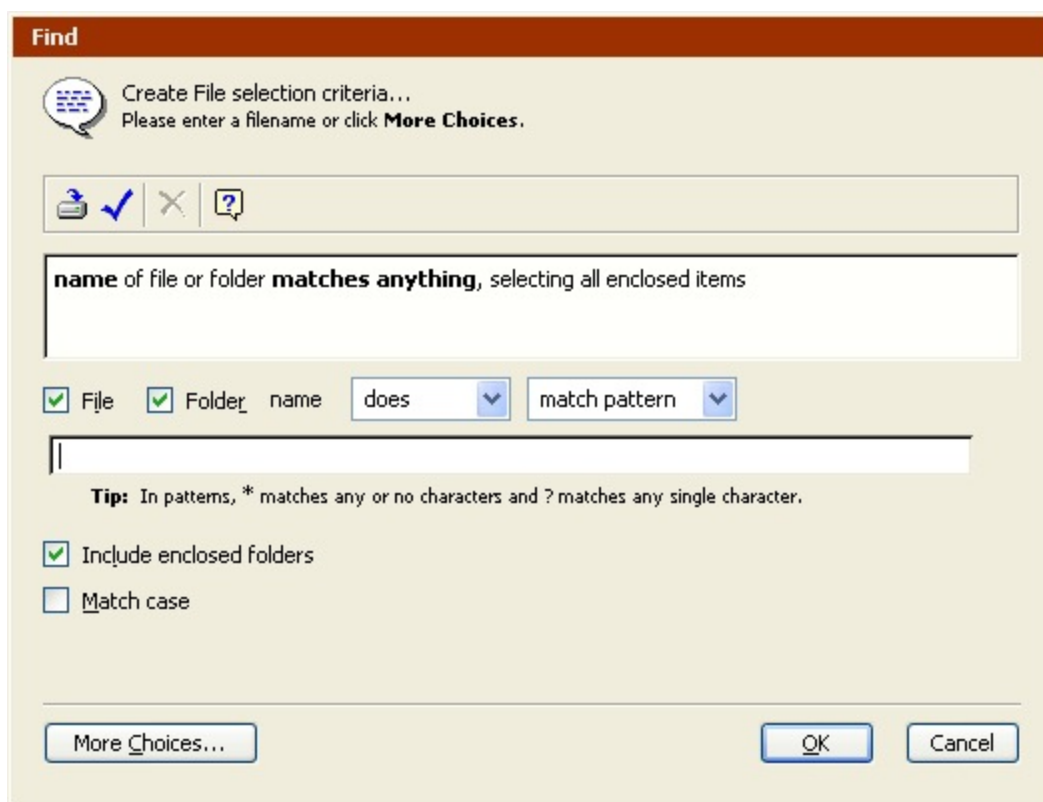 Find
Create File selection criteria...
Please enter a filename or click More Choices.
?
name of file or folder matches anything, selecting all enclosed items
File Folder name does match pattern
Tip: In patterns, * matches any or no characters and ? matches any single character.
Include enclosed folders
Match case
More Choices... OK Cancel